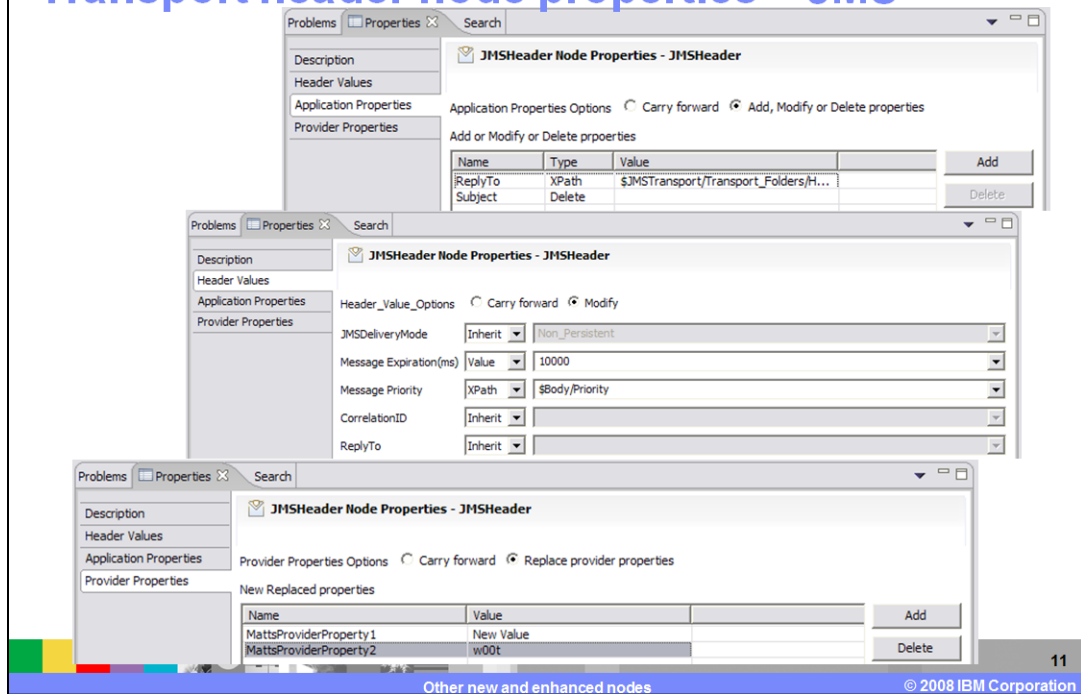 Transport header node properties – JMS
Problems Properties Search
Description
Header Values
Application Properties
Provider Properties
JMSHeader Node Properties - JMSHeader
Application Properties Options Carry forward Add, Modify or Delete properties
Add or Modify or Delete prpoerties
Name Type Value
ReplyTo XPath $JMSTransport/Transport_Folders/H...
Subject Delete
Add
Delete
Problems Properties Search
Description
Header Values
Application Properties
Provider Properties
JMSHeader Node Properties - JMSHeader
Header_Value_Options Carry forward Modify
JMSDeliveryMode Inherit Non_Persistent
Message Expiration(ms) Value 10000
Message Priority XPath $Body/Priority
CorrelationID Inherit
ReplyTo Inherit
Problems Properties Search
Description
Header Values
Application Properties
Provider Properties
JMSHeader Node Properties - JMSHeader
Provider Properties Options Carry forward Replace provider properties
New Replaced properties
Name Value
MattsProviderProperty1 New Value
MattsProviderProperty2 w00t
Add
Delete
11
Other new and enhanced nodes
© 2008 IBM Corporation